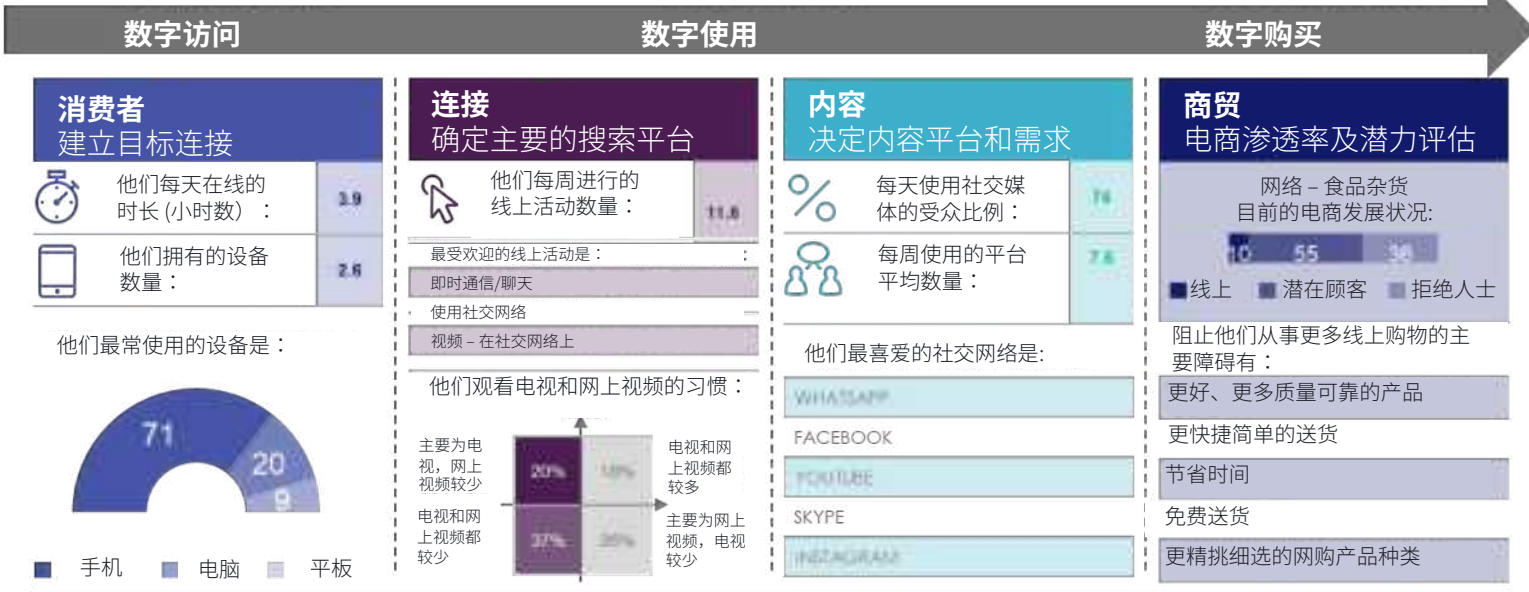 数字访问
数字使用
数字购买
消费者
建立目标连接
他们每天在线的
时长 (小时数) ：
3.9
他们拥有的设备
数量：
2.6
他们最常使用的设备是：
71
20
9
手机
电脑
平板
连接
确定主要的搜索平台
他们每周进行的
线上活动数量：
11.6
最受欢迎的线上活动是：
:
即时通信/聊天
使用社交网络
视频 – 在社交网络上
他们观看电视和网上视频的习惯：
主要为电
视，网上
视频较少
20%
电视和网
上视频都
较多
电视和网
上视频都
较少
37%
主要为网上
视频，电视
较少
内容
决定内容平台和需求
每天使用社交媒
体的受众比例：
每周使用的平台
平均数量：
他们最喜爱的社交网络是:
WHATSAPP
FACEBOOK
YOUTUBE
SKYPE
INSTAGRAM
商贸
电商渗透率及潜力评估
网络 – 食品杂货
目前的电商发展状况:
10
55
线上
潜在顾客
拒绝人士
阻止他们从事更多线上购物的主
要障碍有：
更好、更多质量可靠的产品
更快捷简单的送货
节省时间
免费送货
更精挑细选的网购产品种类